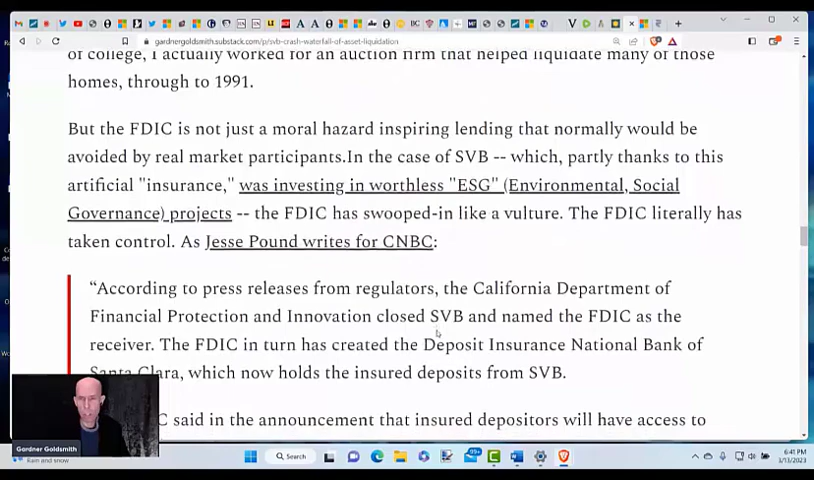 gardnergoldsmith.substack.com/p/svb-crash-waterfall-of-asset-liquidation
of college, I actually worked for an auction firm that helped liquidate many of those
homes, through to 1991.
But the FDIC is not just a moral hazard inspiring lending that normally would be
avoided by real market participants.In the case of SVB -- which, partly thanks to this
artificial "insurance," was investing in worthless "ESG" (Environmental, Social
Governance) projects -- the FDIC has swooped-in like a vulture. The FDIC literally has
taken control. As Jesse Pound writes for CNBC:
“According to press releases from regulators, the California Department of
Financial Protection and Innovation closed SVB and named the FDIC as the
receiver. The FDIC in turn has created the Deposit Insurance National Bank of
Santa Clara, which now holds the insured deposits from SVB.
C said in the announcement that insured depositors will have access to
Gardner Goldsmith
Rain and snow
Search
99+
6:41 PM
3/13/2023